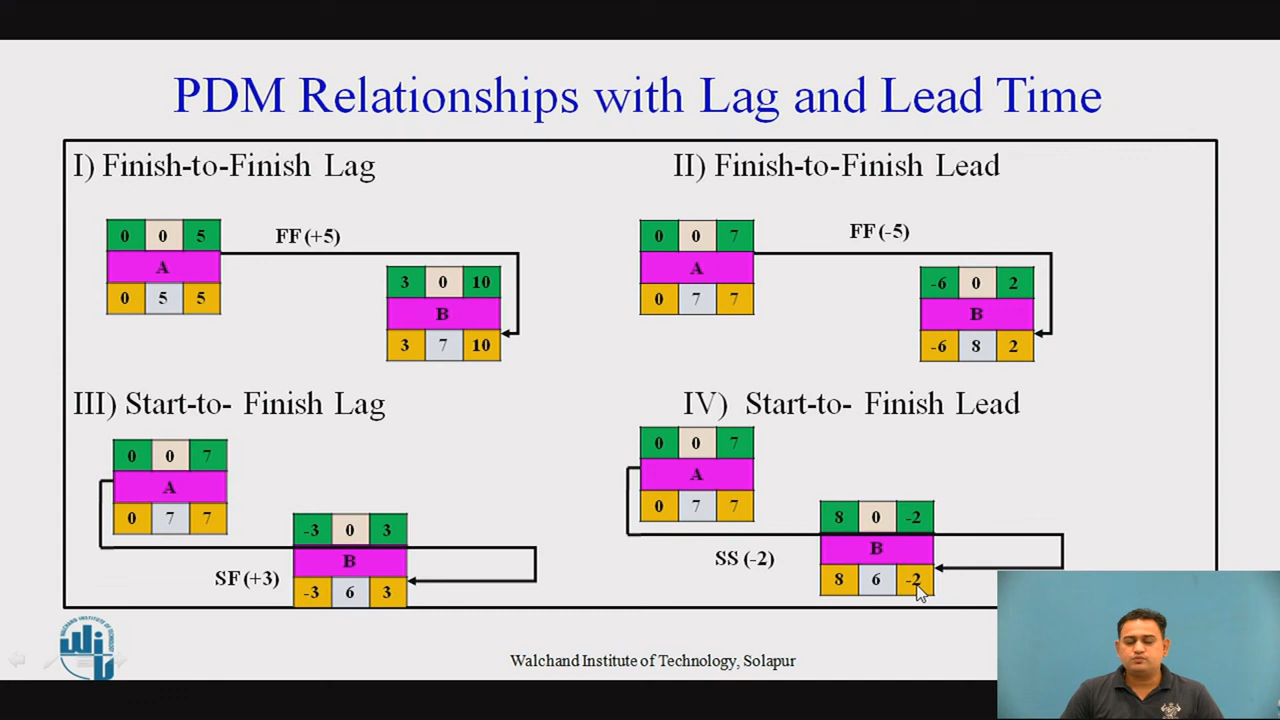 PDM Relationships with Lag and Lead Time
I) Finish-to-Finish Lag
0 0 5
A
0 5 5
FF (+5)
3 0 10
B
3 7 10
II) Finish-to-Finish Lead
0 0 7
A
0 7 7
FF (-5)
-6 0 2
B
-6 8 2
III) Start-to- Finish Lag
0 0 7
A
0 7 7
SF (+3)
-3 0 3
B
-3 6 3
IV) Start-to- Finish Lead
0 0 7
A
0 7 7
SS (-2)
8 0 -2
B
8 6 -2
Walchand Institute of Technology, Solapur